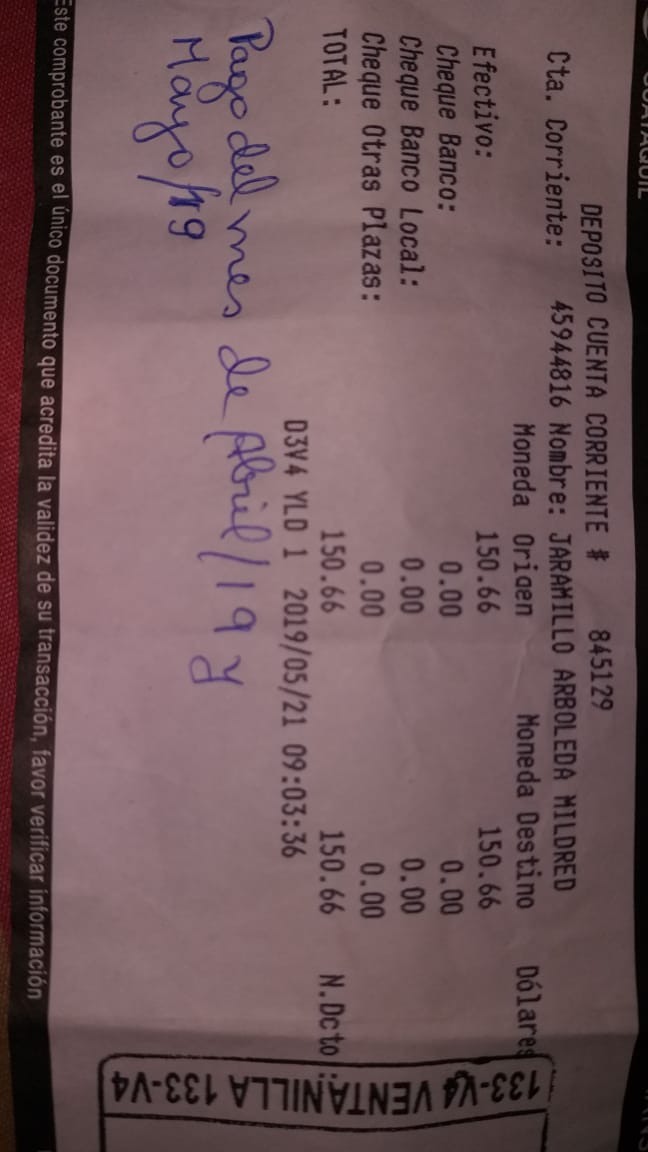 GUAYAQUIL
DEPOSITO CUENTA CORRIENTE # 845129
Cta. Corriente: 45944816 Nombre: JARAMILLO ARBOLEDA MILDRED
Moneda Origen Moneda Destino Dólares
Efectivo: 150.66 150.66
Cheque Banco: 0.00 0.00
Cheque Banco Local: 0.00 0.00
Cheque Otras Plazas: 0.00 0.00
TOTAL: 150.66 150.66 N.Dcto
D3V4 YLD 1 2019/05/21 09:03:36
Pago del mes de Abril/19 y
Mayo/19
133-V4 VENTANILLA 133-V4
Este comprobante es el único documento que acredita la validez de su transacción, favor verificar información